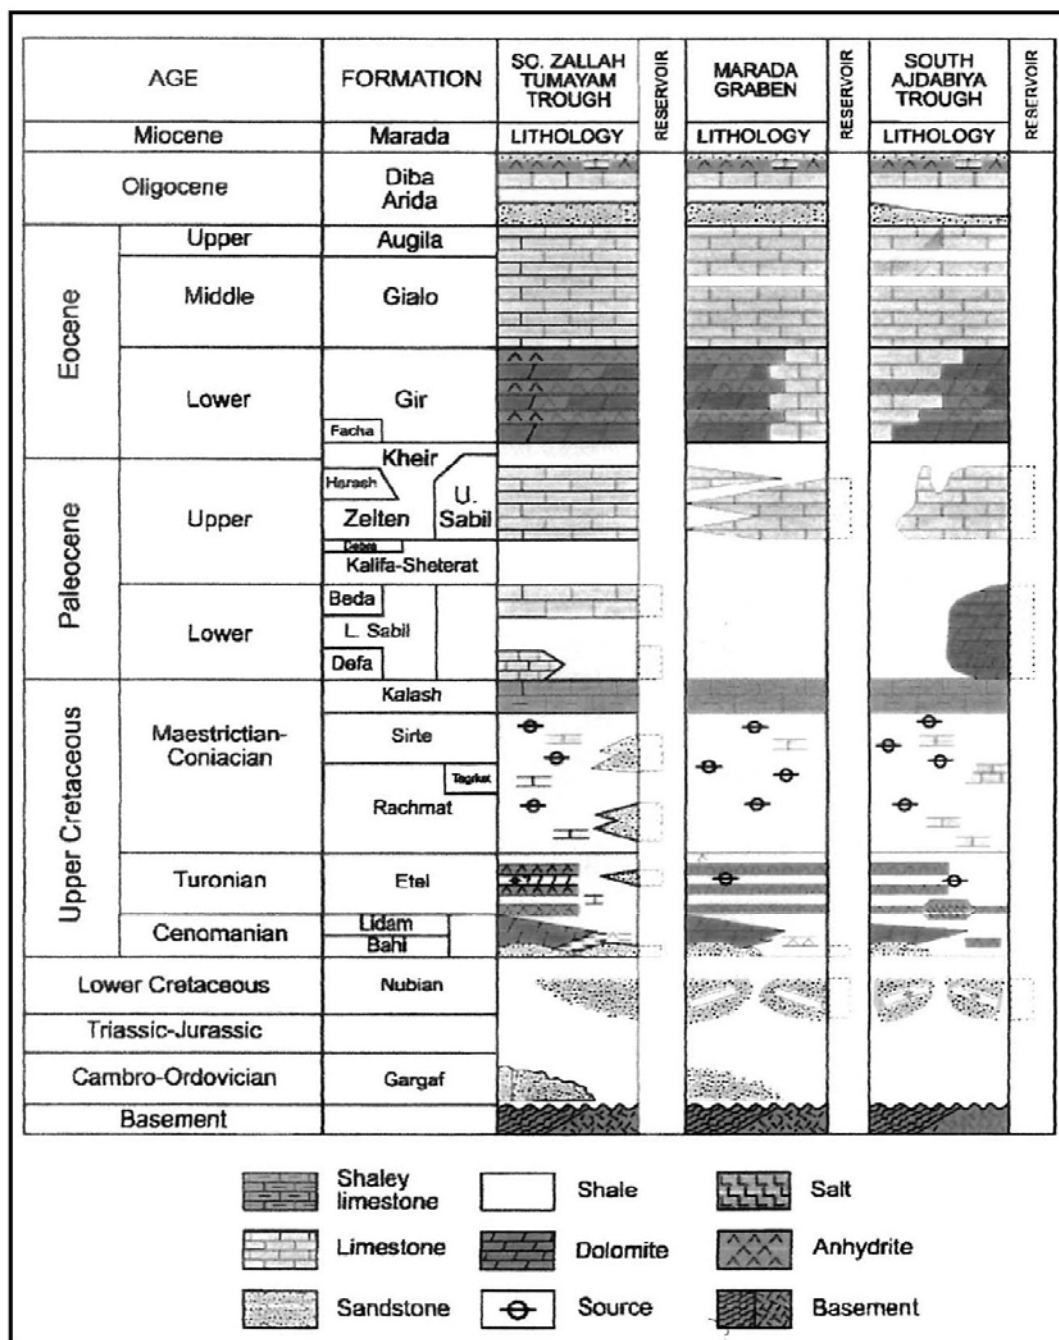 AGE
FORMATION
SC. ZALLAH
TUMAYAM
TROUGH
RESERVOIR
MARADA
GRABEN
RESERVOIR
SOUTH
AJDABIYA
TROUGH
RESERVOIR
Miocene
Marada
LITHOLOGY
LITHOLOGY
LITHOLOGY
Oligocene
Diba
Arida
Eocene
Upper
Augila
Middle
Gialo
Lower
Gir
Facha
Kheir
Paleocene
Upper
Harash
Zelten
U.
Sabil
Kalifa-Sheterat
Lower
Beda
L. Sabil
Defa
Upper Cretaceous
Maestrictian-
Coniacian
Kalash
Sirte
Rachmat
Turonian
Etel
Cenomanian
Lidam
Bahi
Lower Cretaceous
Nubian
Triassic-Jurassic
Cambro-Ordovician
Gargaf
Basement
Shaley
limestone
Shale
Salt
Limestone
Dolomite
Anhydrite
Sandstone
Source
Basement